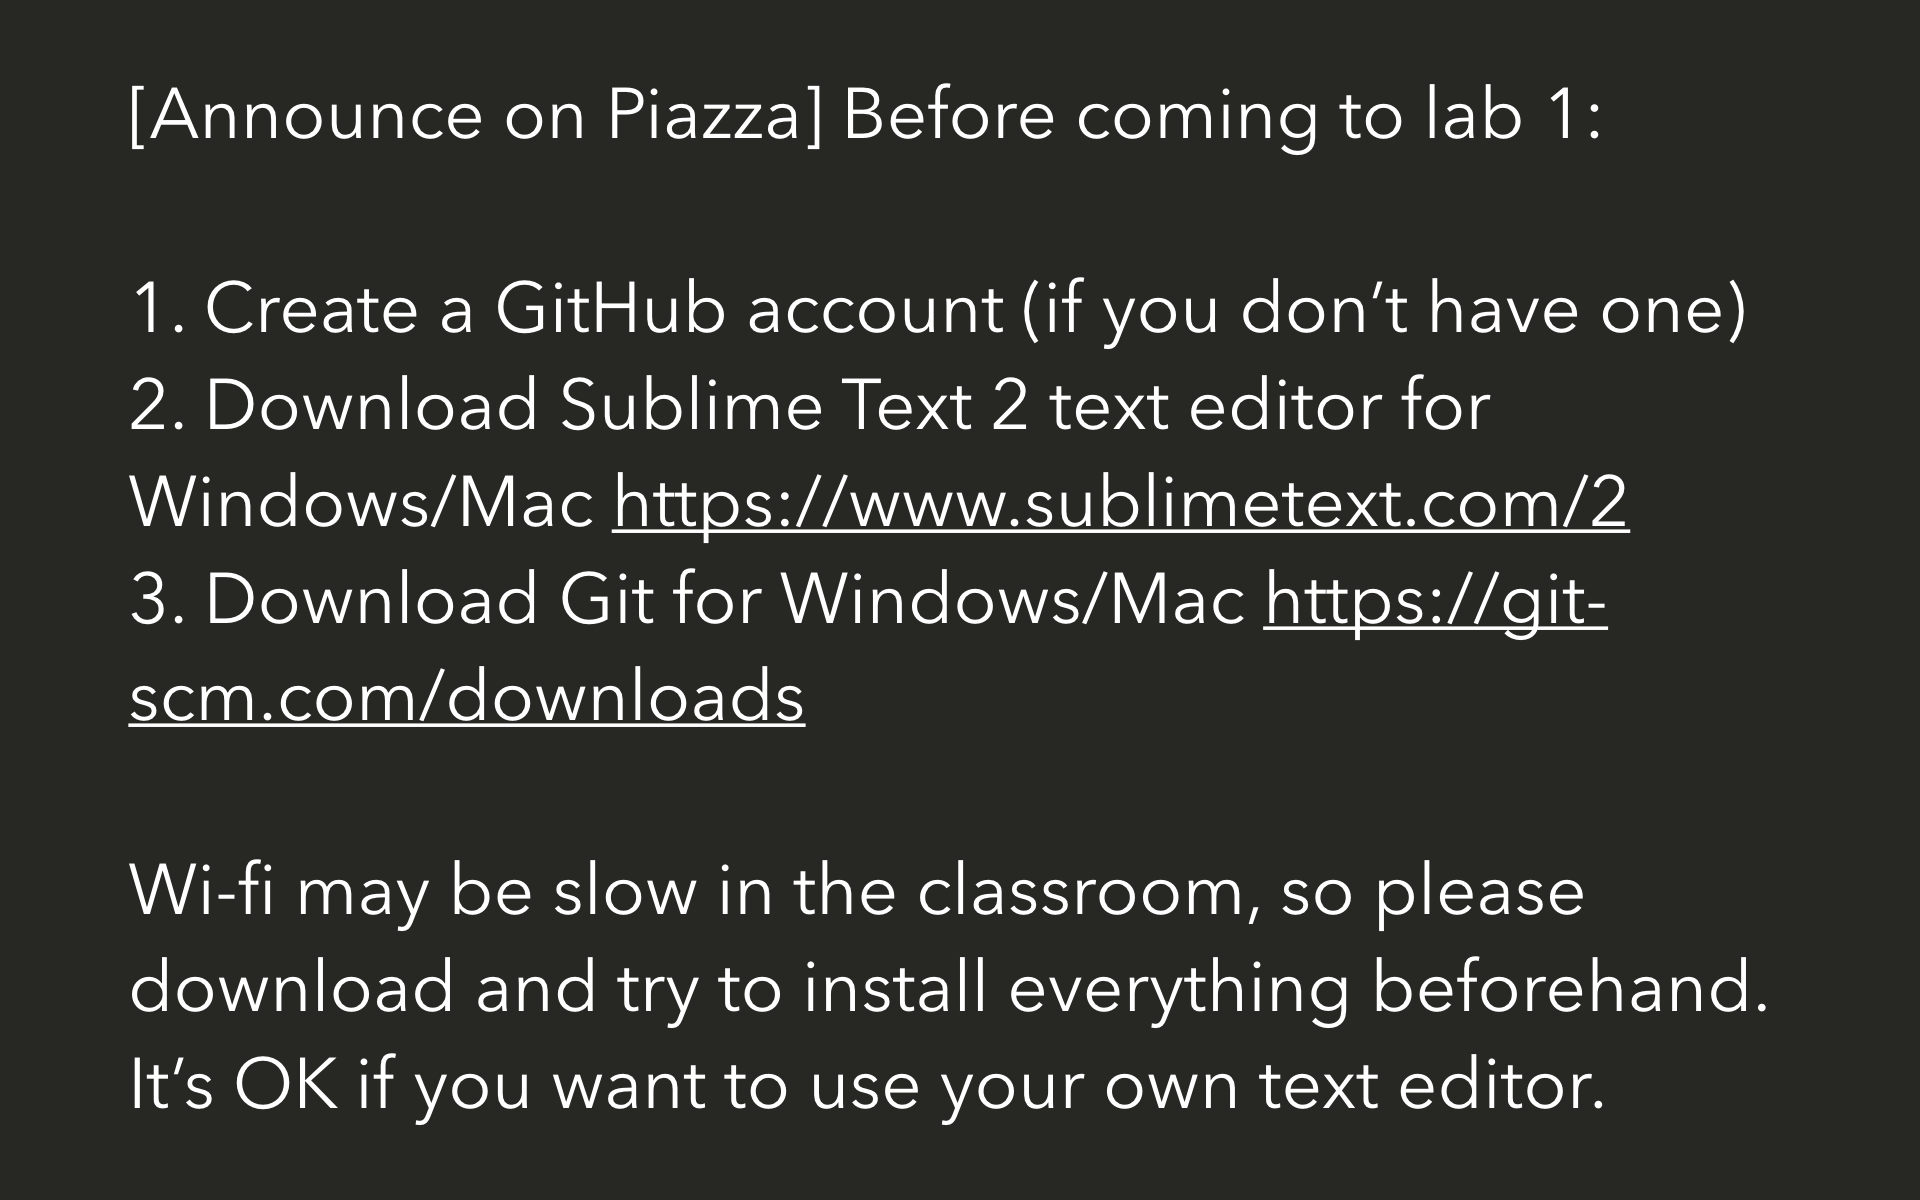 [Announce on Piazza] Before coming to lab 1:
1. Create a GitHub account (if you don’t have one)
2. Download Sublime Text 2 text editor for
Windows/Mac https://www.sublimetext.com/2
3. Download Git for Windows/Mac https://git-
scm.com/downloads
Wi-fi may be slow in the classroom, so please
download and try to install everything beforehand.
It’s OK if you want to use your own text editor.